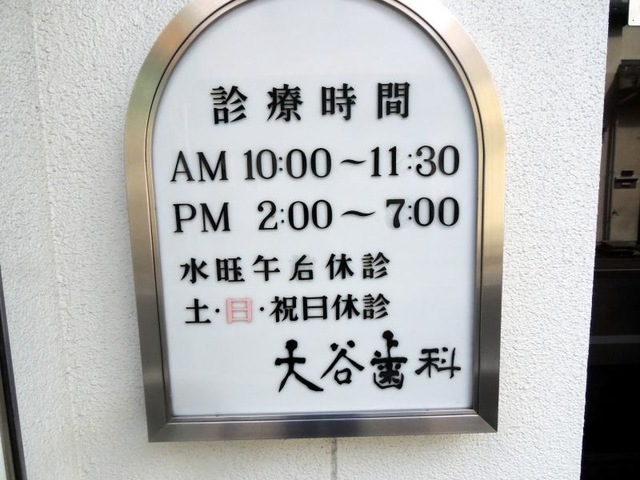 診療時間
AM 10:00～11:30
PM 2:00～7:00
水旺午后休診
土・日・祝日休診
大谷歯科